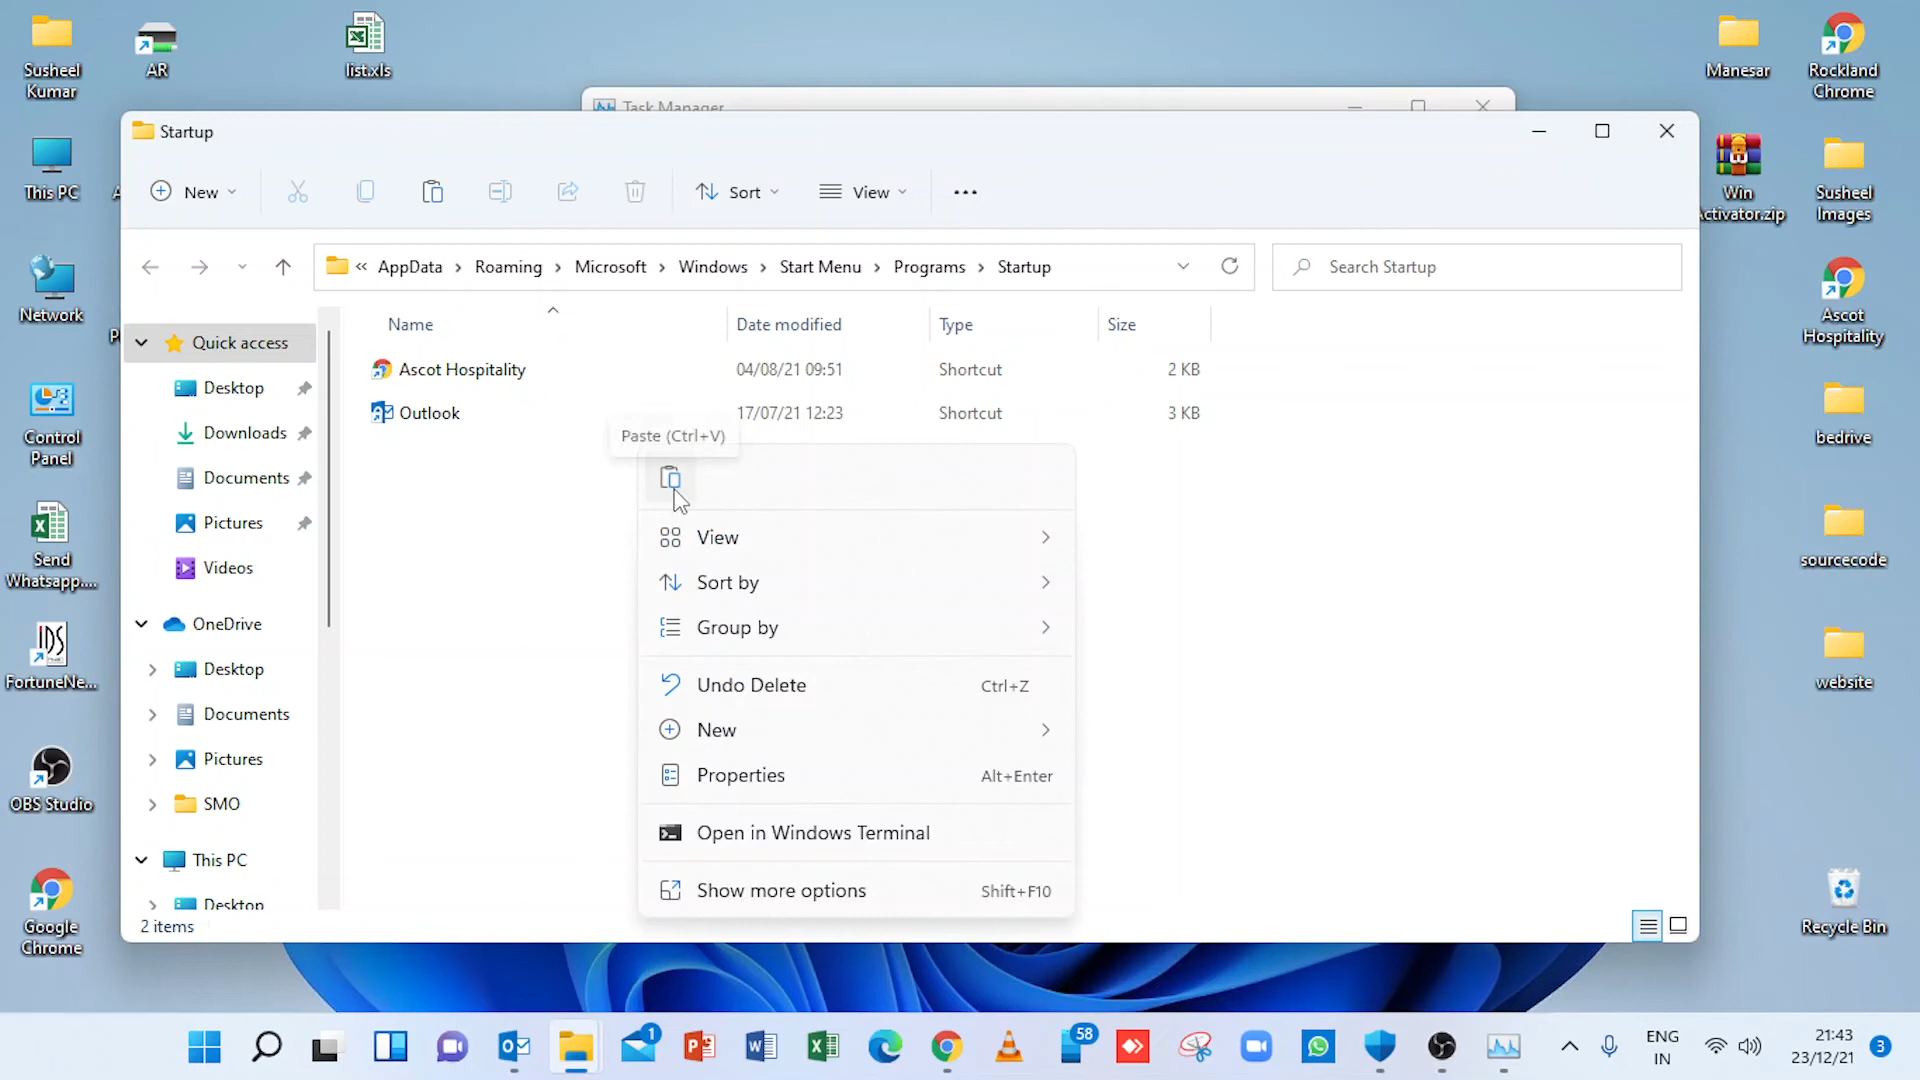 Susheel
Kumar
AR
list.xls
Manesar
Rockland
Chrome
Task Manager
Startup
This PC
Win
Activator.zip
Susheel
Images
New
Sort
View
AppData
Roaming
Microsoft
Windows
Start Menu
Programs
Startup
Search Startup
Network
Ascot
Hospitality
Name
Date modified
Type
Size
Quick access
Ascot Hospitality
04/08/21 09:51
Shortcut
2 KB
Desktop
Outlook
17/07/21 12:23
Shortcut
3 KB
Downloads
Paste (Ctrl+V)
Control
Panel
bedrive
Documents
Pictures
View
Send
Whatsapp....
sourcecode
Videos
Sort by
OneDrive
Group by
Desktop
FortuneNe...
Undo Delete
Ctrl+Z
website
Documents
New
Pictures
Properties
Alt+Enter
OBS Studio
SMO
Open in Windows Terminal
This PC
Show more options
Shift+F10
Desktop
2 items
Google
Chrome
Recycle Bin
1
58
ENG
IN
21:43
23/12/21
3